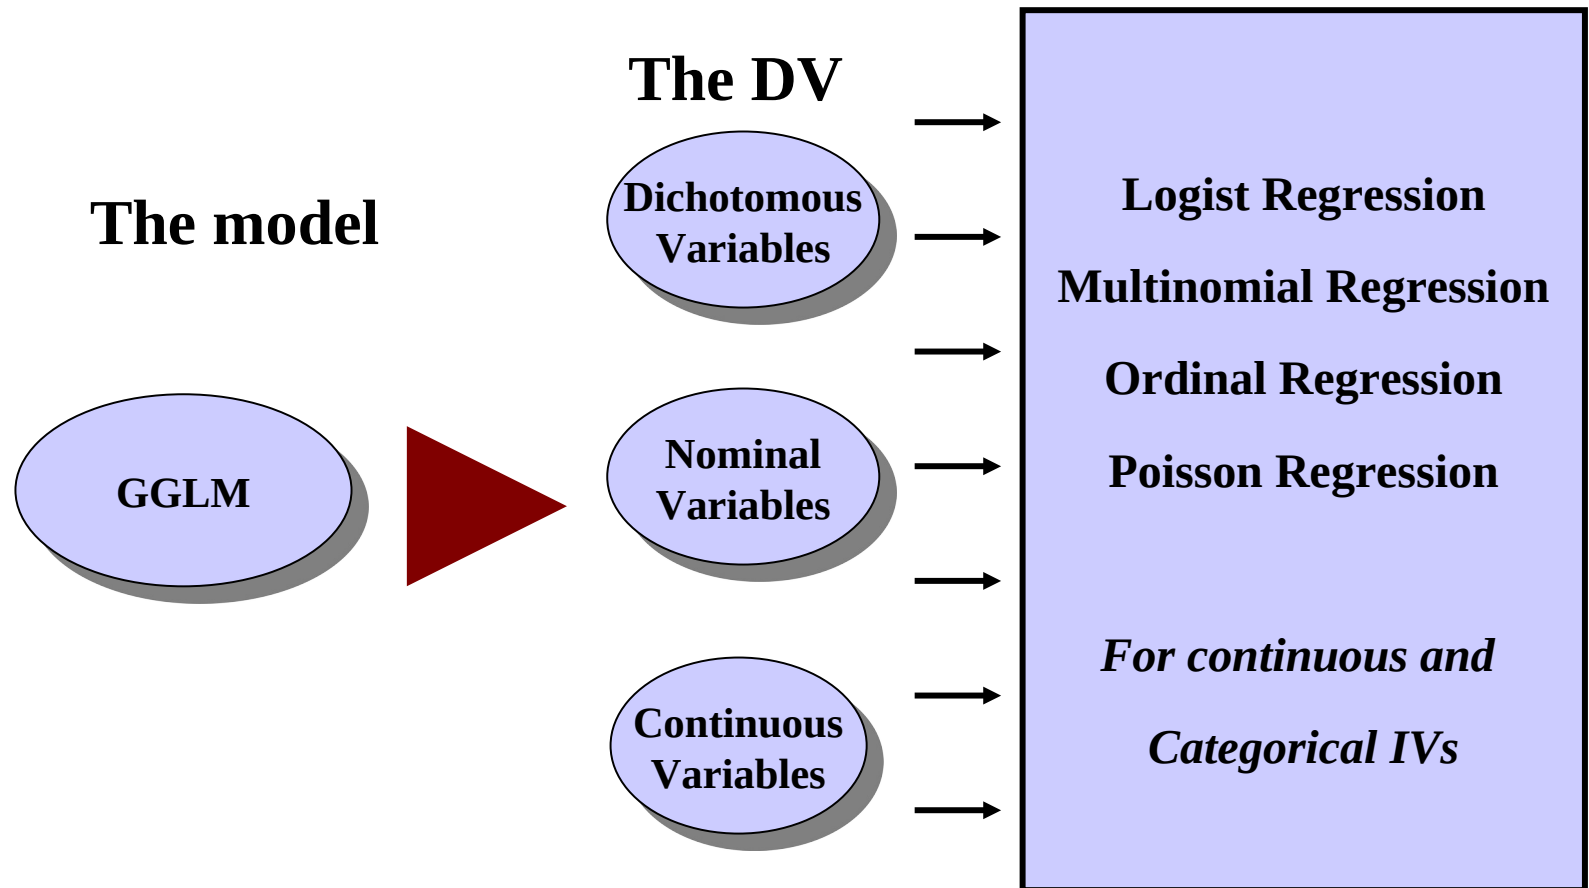 The model
GGLM
The DV
Dichotomous
Variables
Nominal
Variables
Continuous
Variables
Logist Regression
Multinomial Regression
Ordinal Regression
Poisson Regression
For continuous and
Categorical IVs